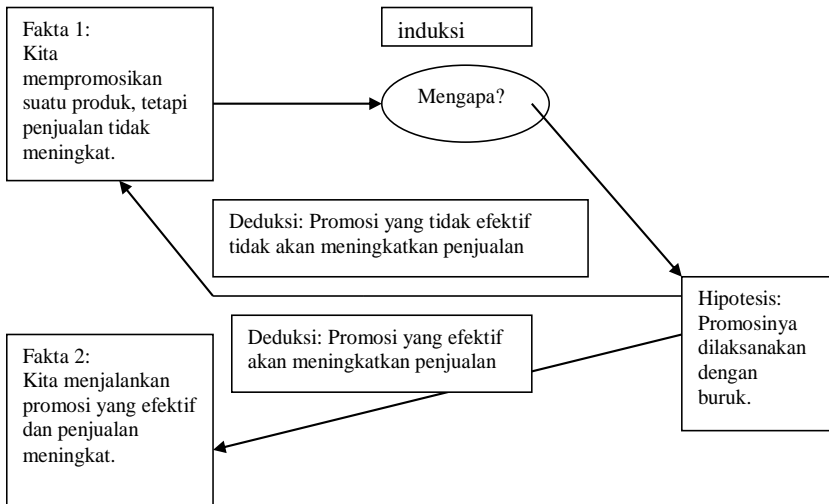 Fakta 1:
Kita
mempromosikan
suatu produk, tetapi
penjualan tidak
meningkat.
induksi
Mengapa?
Deduksi: Promosi yang tidak efektif
tidak akan meningkatkan penjualan
Hipotesis:
Promosinya
dilaksanakan
dengan
buruk.
Deduksi: Promosi yang efektif
akan meningkatkan penjualan
Fakta 2:
Kita menjalankan
promosi yang efektif
dan penjualan
meningkat.